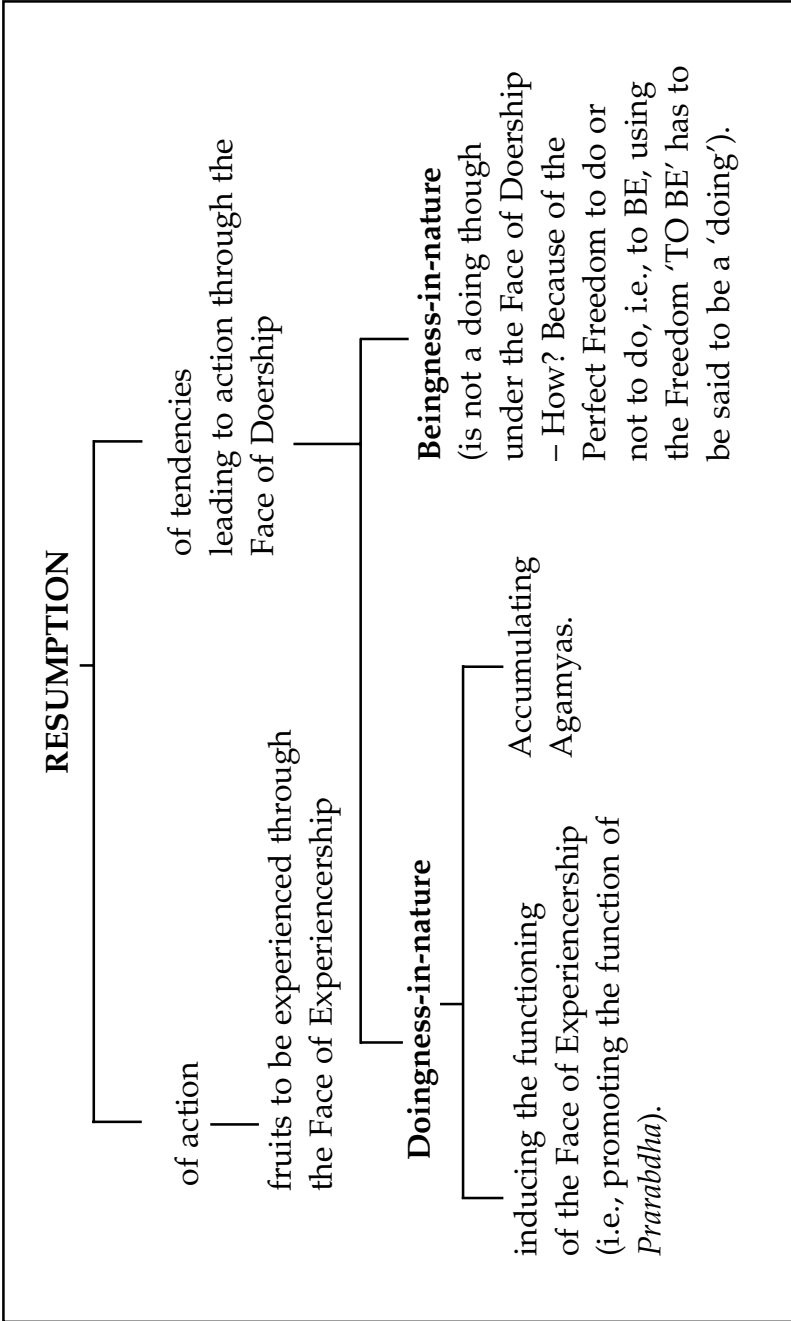 RESUMPTION
of action
fruits to be experienced through
the Face of Experiencership
of tendencies
leading to action through the
Face of Doership
Doingness-in-nature
inducing the functioning
of the Face of Experiencership
(i.e., promoting the function of
Prarabdha).
Accumulating
Agamyas.
Beingness-in-nature
(is not a doing though
under the Face of Doership
– How? Because of the
Perfect Freedom to do or
not to do, i.e., to BE, using
the Freedom ‘TO BE’ has to
be said to be a ‘doing’).